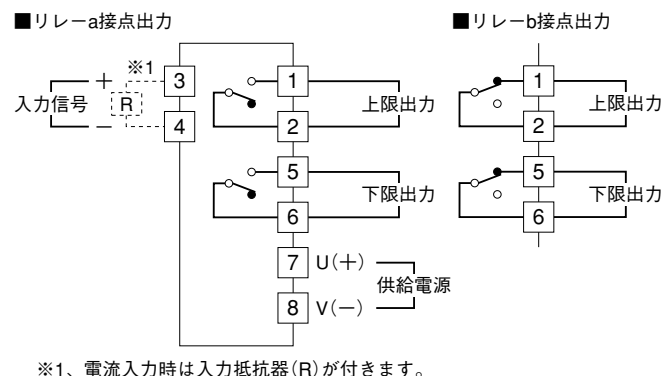 ■リレーa接点出力
■リレーb接点出力
※1
+
入力信号
R
−
3
4
1
2
上限出力
5
6
下限出力
7
U(+)
8
V(−)
供給電源
1
2
上限出力
5
6
下限出力
※1、電流入力時は入力抵抗器(R)が付きます。